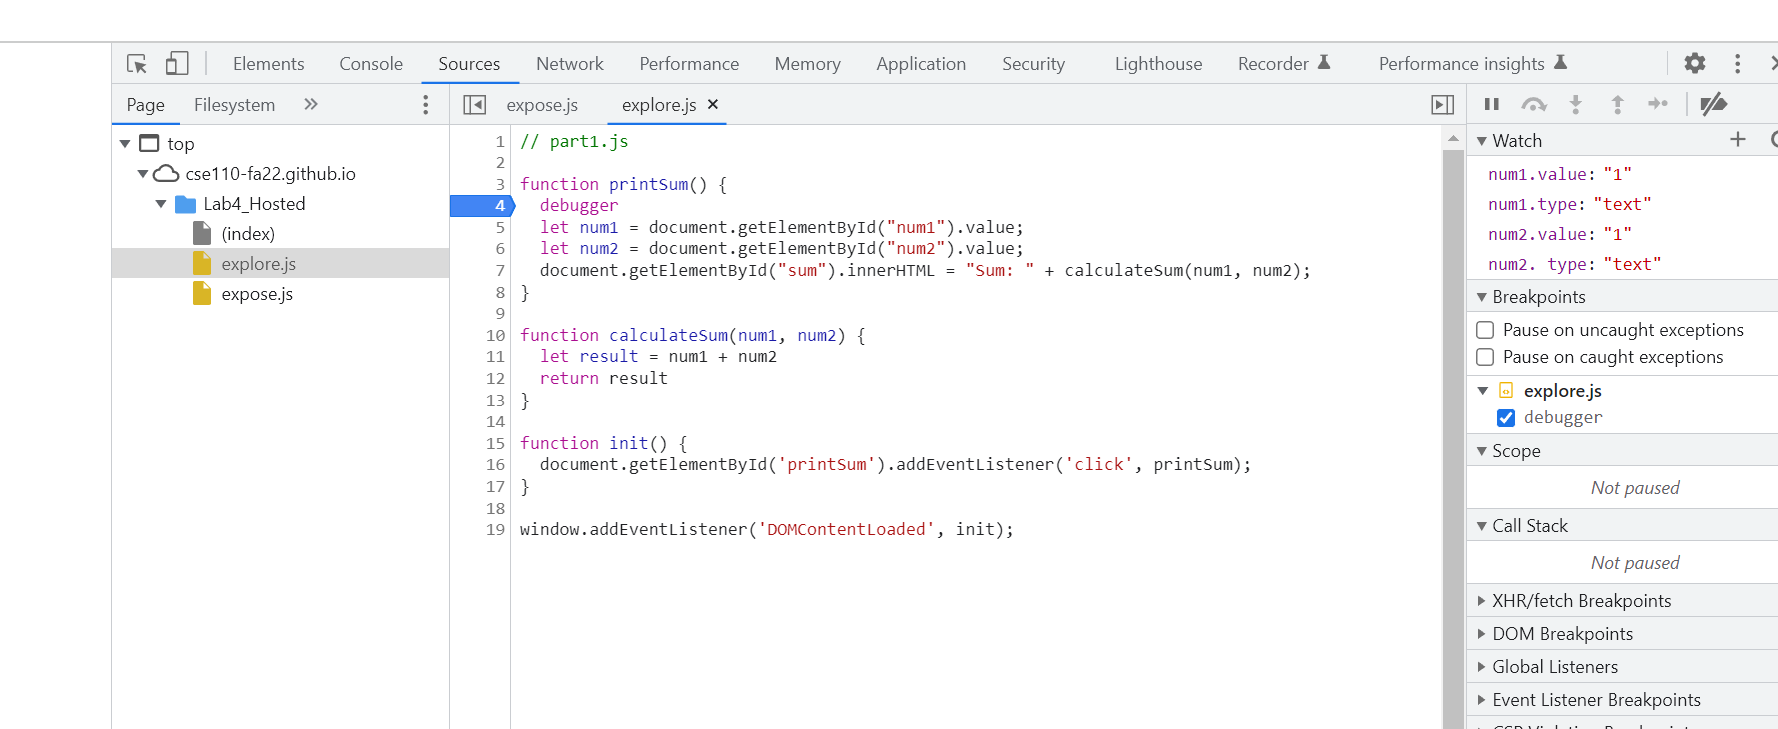 Elements Console Sources Network Performance Memory Application Security Lighthouse Recorder Performance insights
Page Filesystem »
expose.js explore.js ×
top
cse110-fa22.github.io
Lab4_Hosted
(index)
explore.js
expose.js
1 // part1.js
2
3 function printSum() {
4   debugger
5   let num1 = document.getElementById("num1").value;
6   let num2 = document.getElementById("num2").value;
7   document.getElementById("sum").innerHTML = "Sum: " + calculateSum(num1, num2);
8 }
9
10 function calculateSum(num1, num2) {
11   let result = num1 + num2
12   return result
13 }
14
15 function init() {
16   document.getElementById('printSum').addEventListener('click', printSum);
17 }
18
19 window.addEventListener('DOMContentLoaded', init);
Watch
num1.value: "1"
num1.type: "text"
num2.value: "1"
num2. type: "text"
Breakpoints
Pause on uncaught exceptions
Pause on caught exceptions
explore.js
debugger
Scope
Not paused
Call Stack
Not paused
XHR/fetch Breakpoints
DOM Breakpoints
Global Listeners
Event Listener Breakpoints